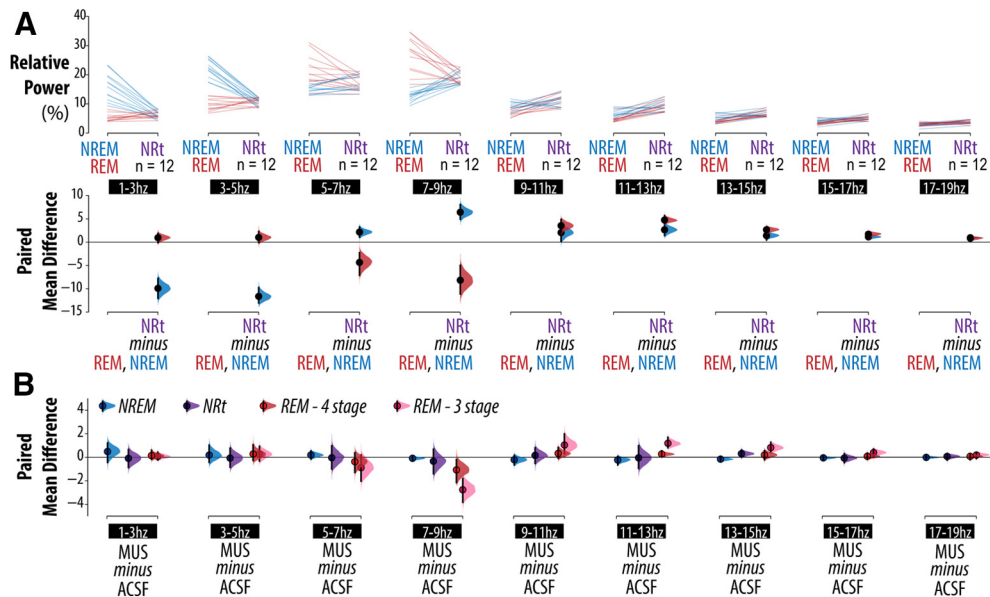 A
Relative
Power
(%)
40
30
20
10
0
NREM NRt NREM NRt NREM NRt NREM NRt NREM NRt NREM NRt NREM NRt NREM NRt NREM NRt
REM n = 12 REM n = 12 REM n = 12 REM n = 12 REM n = 12 REM n = 12 REM n = 12 REM n = 12 REM n = 12
1-3hz 3-5hz 5-7hz 7-9hz 9-11hz 11-13hz 13-15hz 15-17hz 17-19hz
Paired
Mean Difference
10
5
0
−5
−10
−15
NRt NRt NRt NRt NRt NRt NRt NRt NRt
minus minus minus minus minus minus minus minus minus
REM, NREM REM, NREM REM, NREM REM, NREM REM, NREM REM, NREM REM, NREM REM, NREM REM, NREM
B
NREM NRt REM - 4 stage REM - 3 stage
Paired
Mean Difference
4
2
0
−2
−4
1-3hz 3-5hz 5-7hz 7-9hz 9-11hz 11-13hz 13-15hz 15-17hz 17-19hz
MUS MUS MUS MUS MUS MUS MUS MUS MUS
minus minus minus minus minus minus minus minus minus
ACSF ACSF ACSF ACSF ACSF ACSF ACSF ACSF ACSF